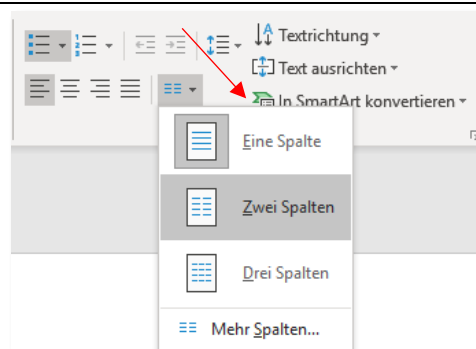 Textrichtung
Text ausrichten
In SmartArt konvertieren
Eine Spalte
Zwei Spalten
Drei Spalten
Mehr Spalten...